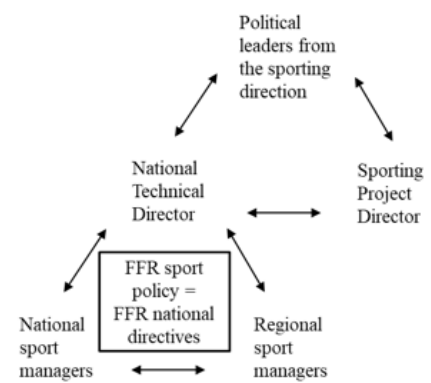 Political
leaders from
the sporting
direction
National
Technical
Director
Sporting
Project
Director
FFR sport
policy =
FFR national
directives
National
sport
managers
Regional
sport
managers